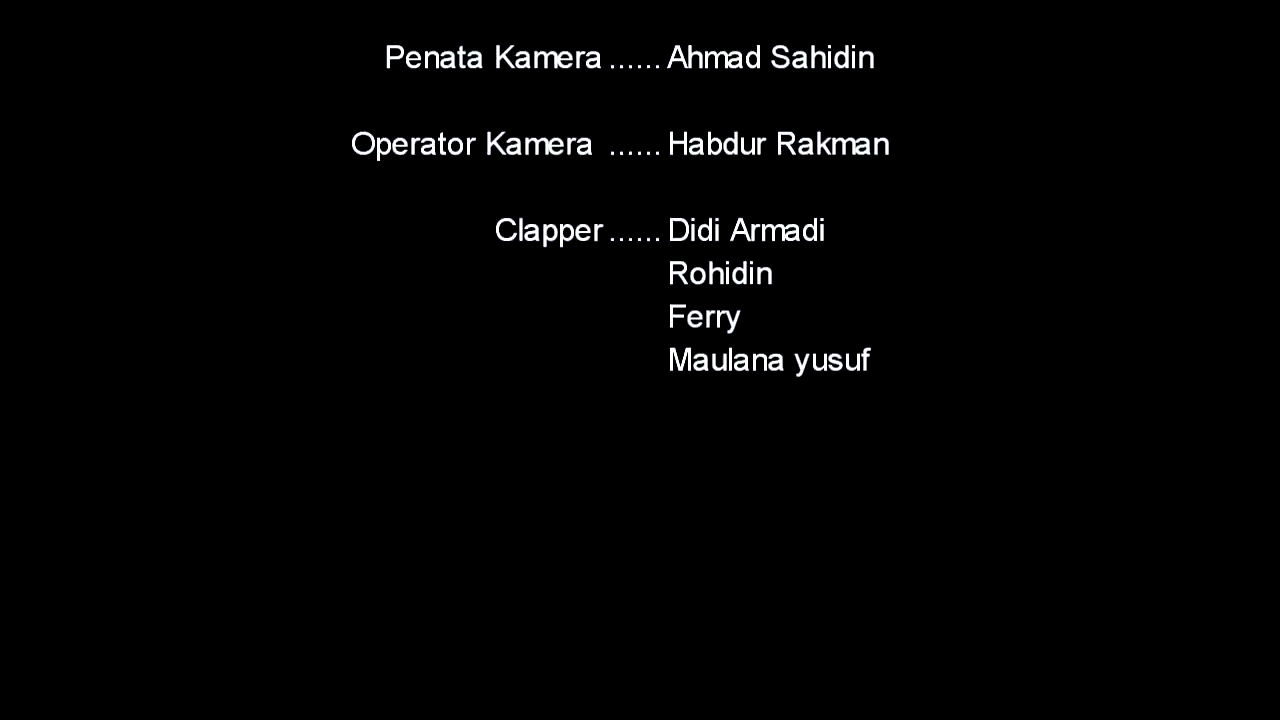 Penata Kamera ...... Ahmad Sahidin
Operator Kamera ...... Habdur Rakman
Clapper ...... Didi Armadi
Rohidin
Ferry
Maulana yusuf